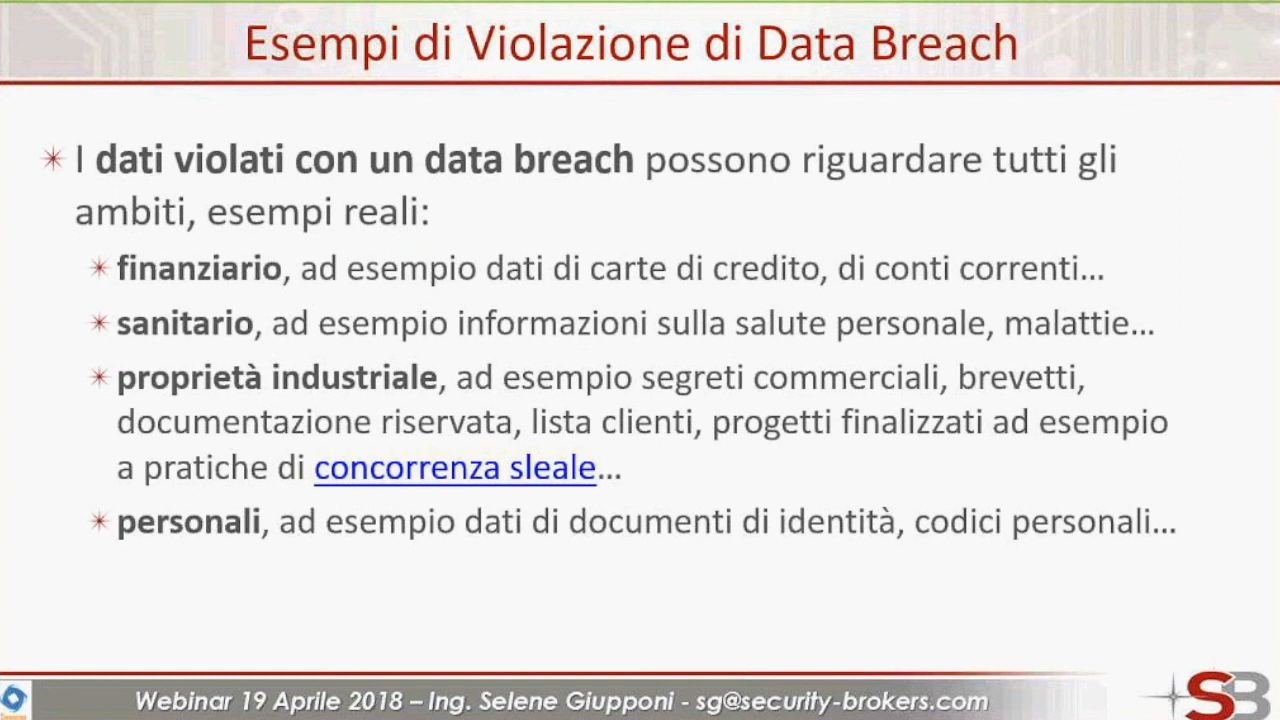 Esempi di Violazione di Data Breach
I dati violati con un data breach possono riguardare tutti gli
ambiti, esempi reali:
finanziario, ad esempio dati di carte di credito, di conti correnti...
sanitario, ad esempio informazioni sulla salute personale, malattie...
proprietà industriale, ad esempio segreti commerciali, brevetti,
documentazione riservata, lista clienti, progetti finalizzati ad esempio
a pratiche di concorrenza sleale...
personali, ad esempio dati di documenti di identità, codici personali...
Webinar 19 Aprile 2018 – Ing. Selene Giupponi - sg@security-brokers.com
SB